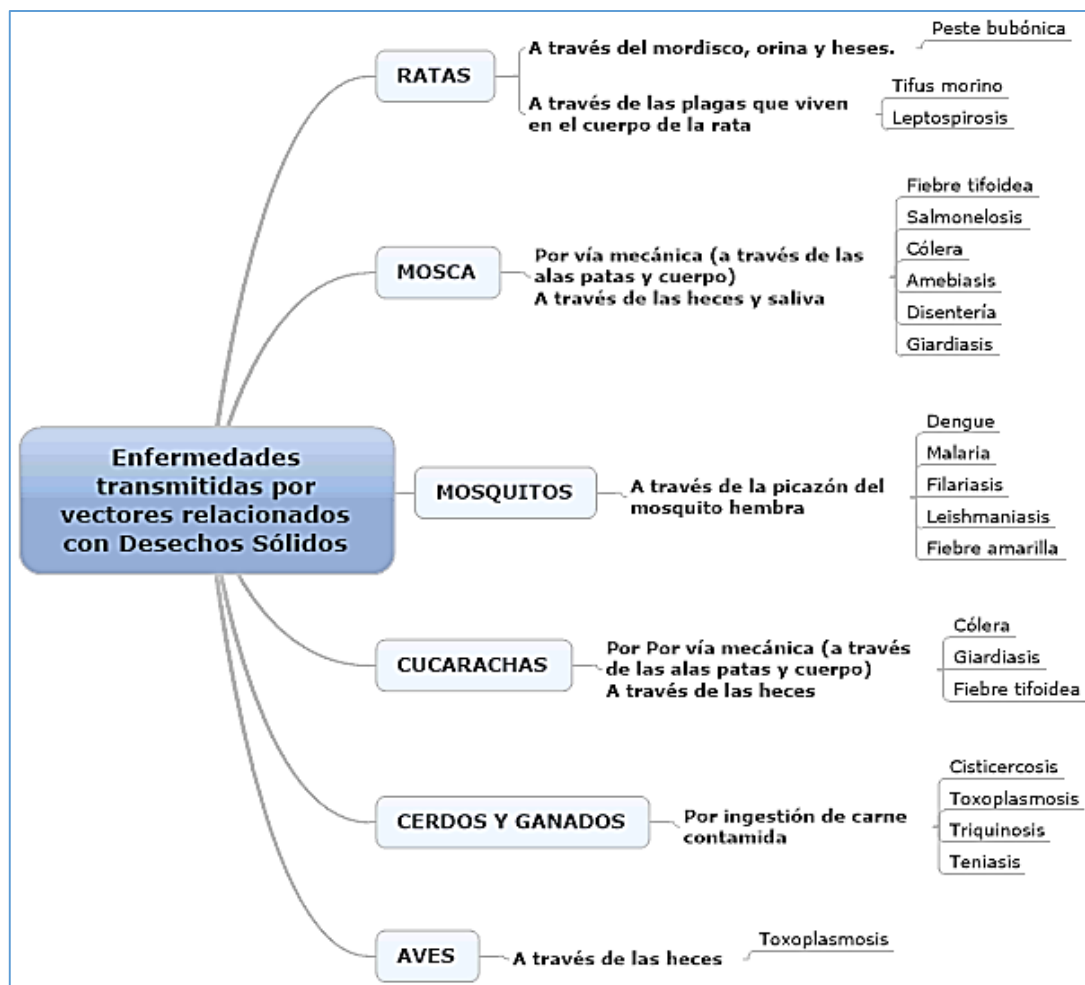 Enfermedades
transmitidas por
vectores relacionados
con Desechos Sólidos
RATAS
A través del mordisco, orina y heses.
Peste bubónica
A través de las plagas que viven
en el cuerpo de la rata
Tifus morino
Leptospirosis
MOSCA
Por vía mecánica (a través de las
alas patas y cuerpo)
A través de las heces y saliva
Fiebre tifoidea
Salmonelosis
Cólera
Amebiasis
Disentería
Giardiasis
MOSQUITOS
A través de la picazón del
mosquito hembra
Dengue
Malaria
Filariasis
Leishmaniasis
Fiebre amarilla
CUCARACHAS
Por Por vía mecánica (a través
de las alas patas y cuerpo)
A través de las heces
Cólera
Giardiasis
Fiebre tifoidea
CERDOS Y GANADOS
Por ingestión de carne
contamida
Cisticercosis
Toxoplasmosis
Triquinosis
Teniasis
AVES
A través de las heces
Toxoplasmosis